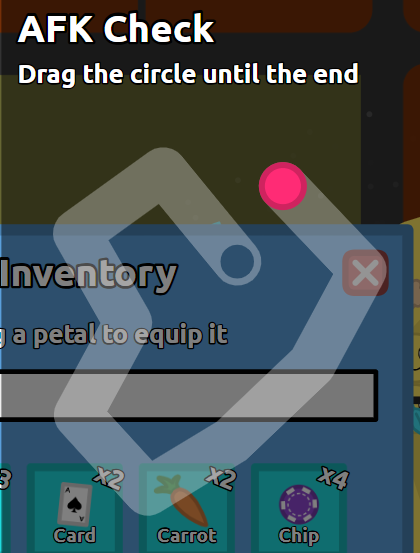 AFK Check
Drag the circle until the end
Inventory
g a petal to equip it
3
x2
x2
x4
A
Card
Carrot
Chip